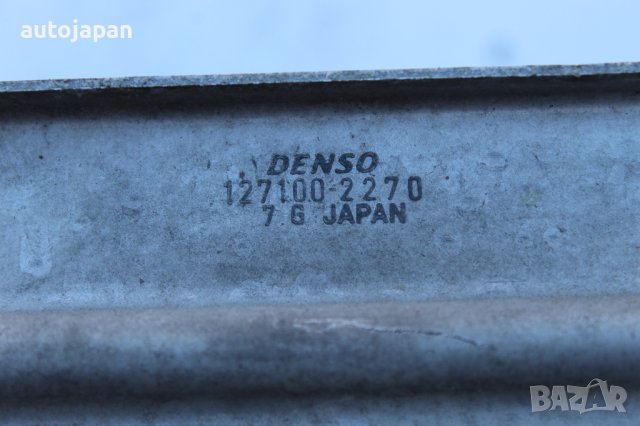 autojapan
DENSO
127100-2270
7 G JAPAN
BAZAR